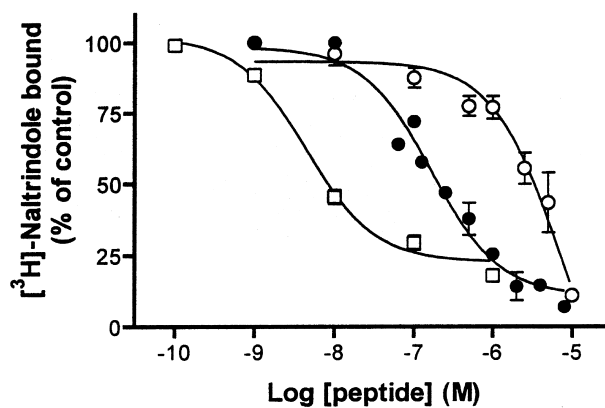 [³H]-Naltrindole bound
(% of control)
100
75
50
25
0
-10 -9 -8 -7 -6 -5
Log [peptide] (M)